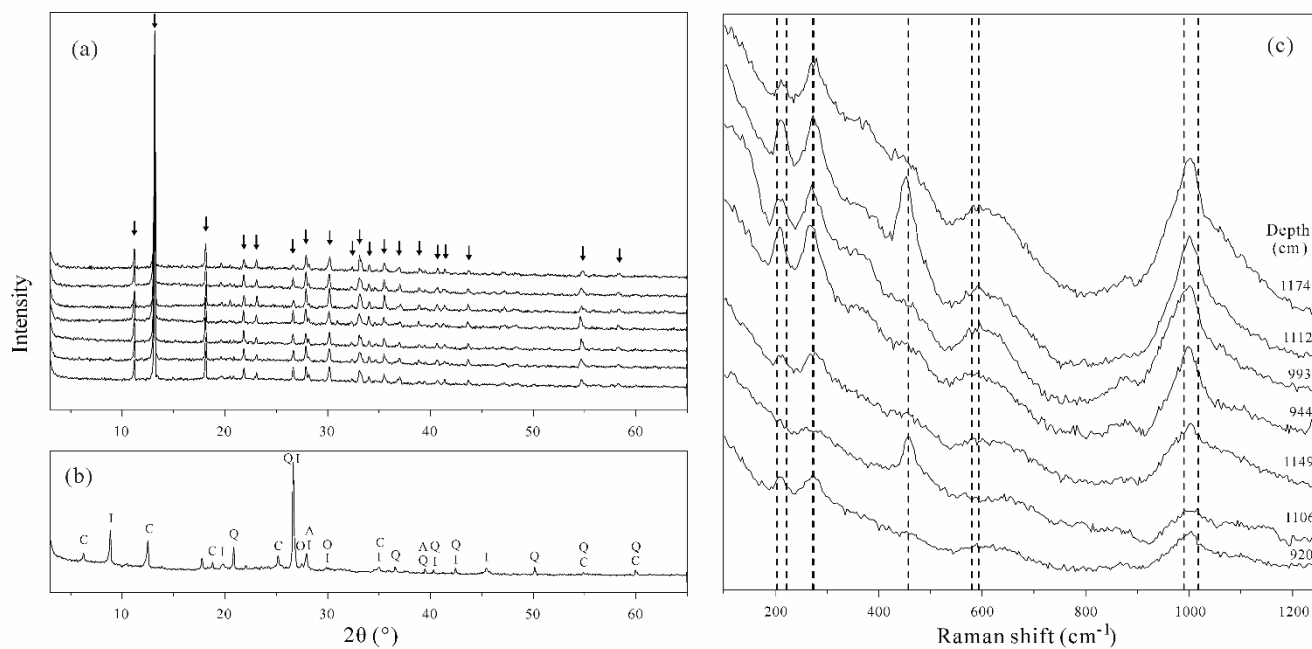 (a)
Intensity
10
20
30
40
50
60
(b)
C
I
C
C I
Q
C
Q I
O
A
I
O
I
C
I
Q
A
Q
Q
I
Q
I
I
Q
Q
C
Q
C
10
20
30
40
50
60
2θ (°)
(c)
Depth
(cm)
1174
1112
993
944
1149
1106
920
200
400
600
800
1000
1200
Raman shift (cm⁻¹)